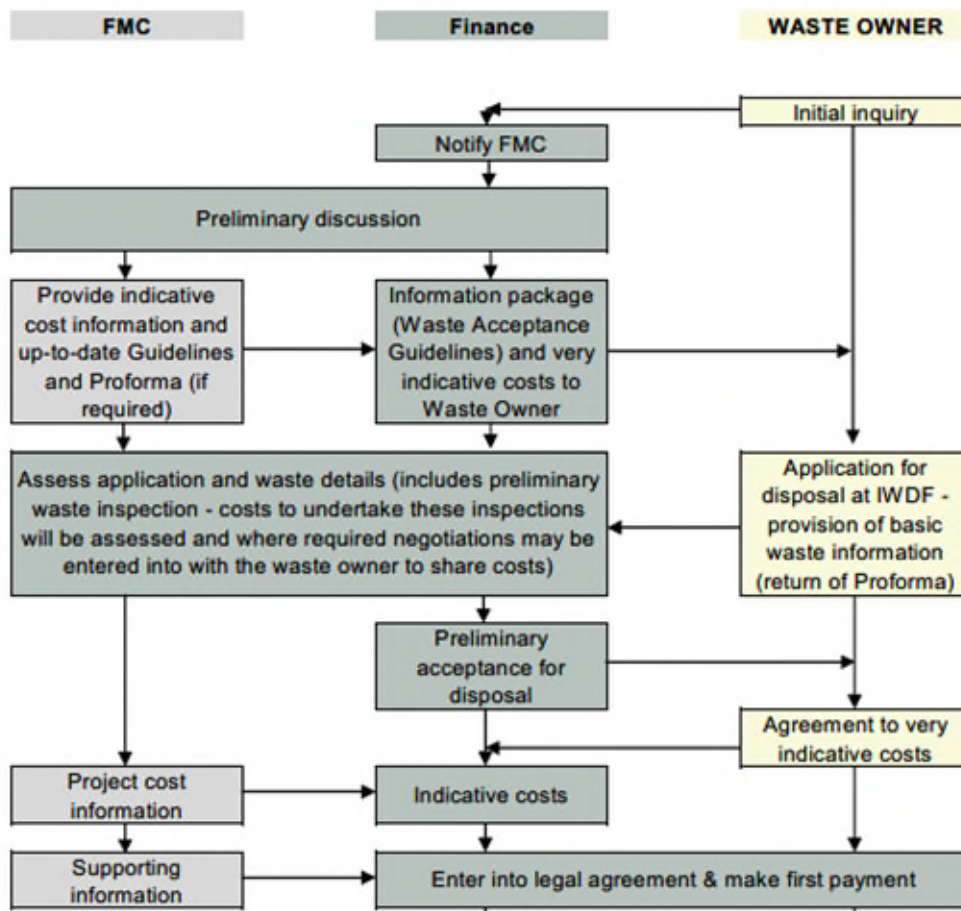 FMC
Finance
WASTE OWNER
Initial inquiry
Notify FMC
Preliminary discussion
Provide indicative
cost information and
up-to-date Guidelines
and Proforma (if
required)
Information package
(Waste Acceptance
Guidelines) and very
indicative costs to
Waste Owner
Assess application and waste details (includes preliminary
waste inspection - costs to undertake these inspections
will be assessed and where required negotiations may be
entered into with the waste owner to share costs)
Application for
disposal at IWDF -
provision of basic
waste information
(return of Proforma)
Preliminary
acceptance for
disposal
Agreement to very
indicative costs
Project cost
information
Indicative costs
Supporting
information
Enter into legal agreement & make first payment